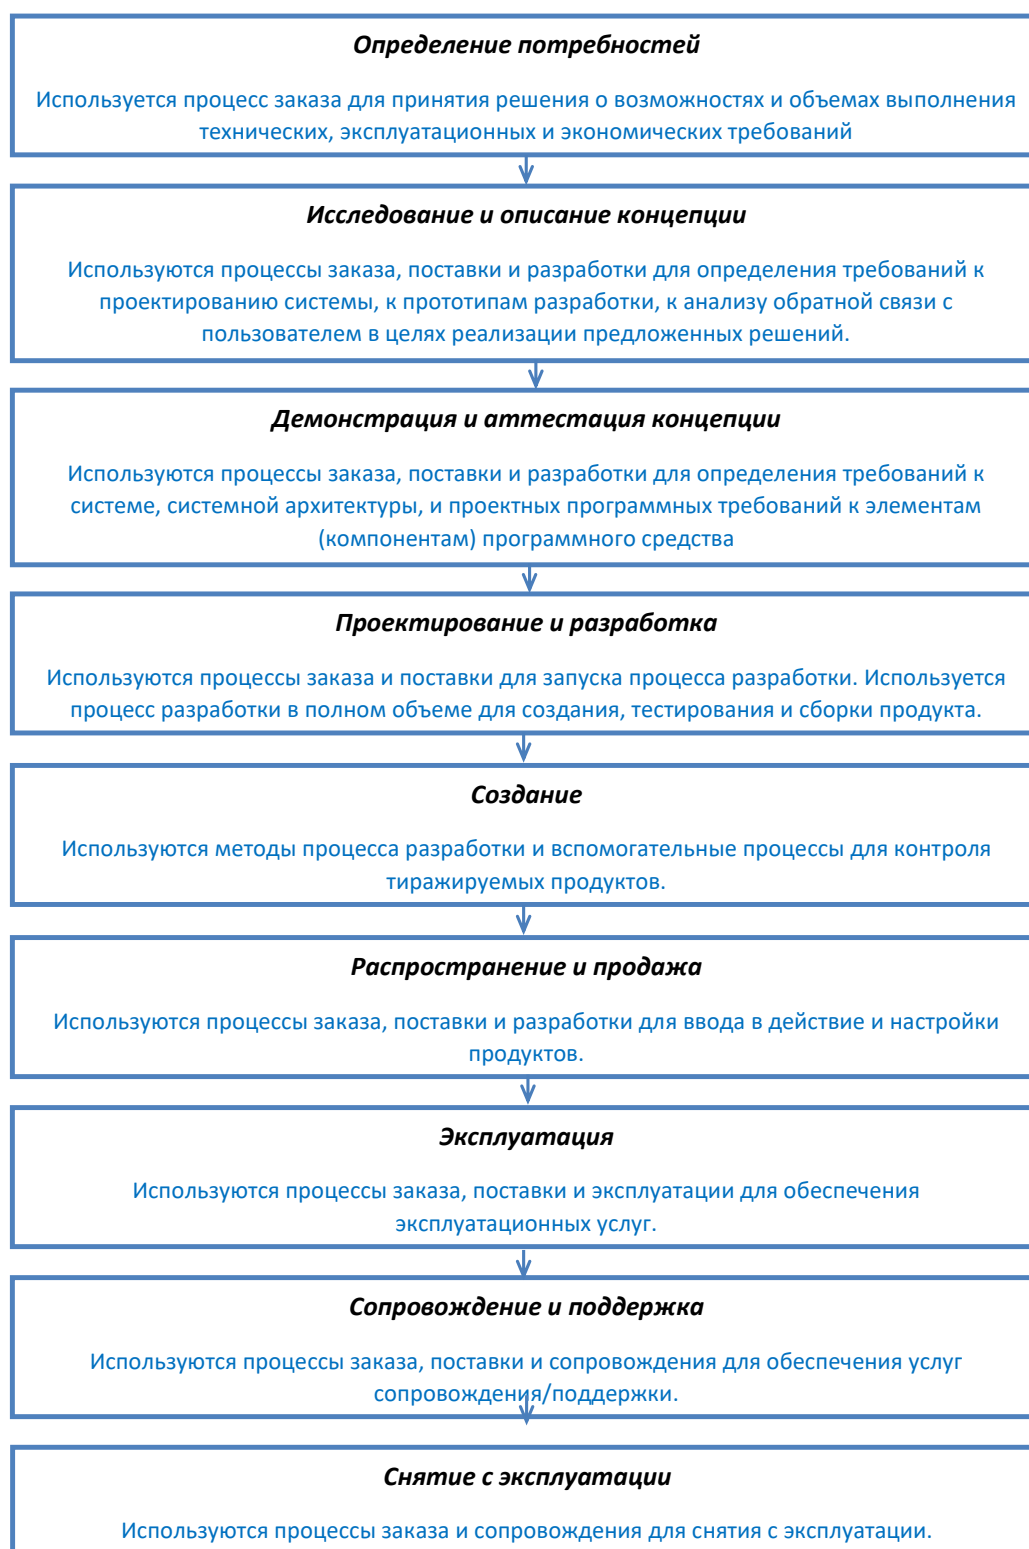 Определение потребностей
Используется процесс заказа для принятия решения о возможностях и объемах выполнения
технических, эксплуатационных и экономических требований
Исследование и описание концепции
Используются процессы заказа, поставки и разработки для определения требований к
проектированию системы, к прототипам разработки, к анализу обратной связи с
пользователем в целях реализации предложенных решений.
Демонстрация и аттестация концепции
Используются процессы заказа, поставки и разработки для определения требований к
системе, системной архитектуры, и проектных программных требований к элементам
(компонентам) программного средства
Проектирование и разработка
Используются процессы заказа и поставки для запуска процесса разработки. Используется
процесс разработки в полном объеме для создания, тестирования и сборки продукта.
Создание
Используются методы процесса разработки и вспомогательные процессы для контроля
тиражируемых продуктов.
Распространение и продажа
Используются процессы заказа, поставки и разработки для ввода в действие и настройки
продуктов.
Эксплуатация
Используются процессы заказа, поставки и эксплуатации для обеспечения
эксплуатационных услуг.
Сопровождение и поддержка
Используются процессы заказа, поставки и сопровождения для обеспечения услуг
сопровождения/поддержки.
Снятие с эксплуатации
Используются процессы заказа и сопровождения для снятия с эксплуатации.